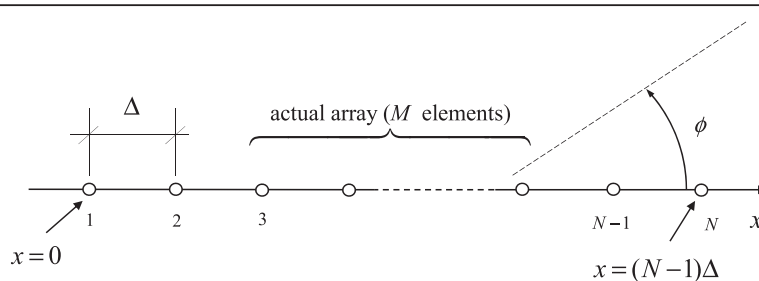 Δ
actual array (M elements)
ϕ
1
2
3
N−1
N
x
x=0
x=(N−1)Δ